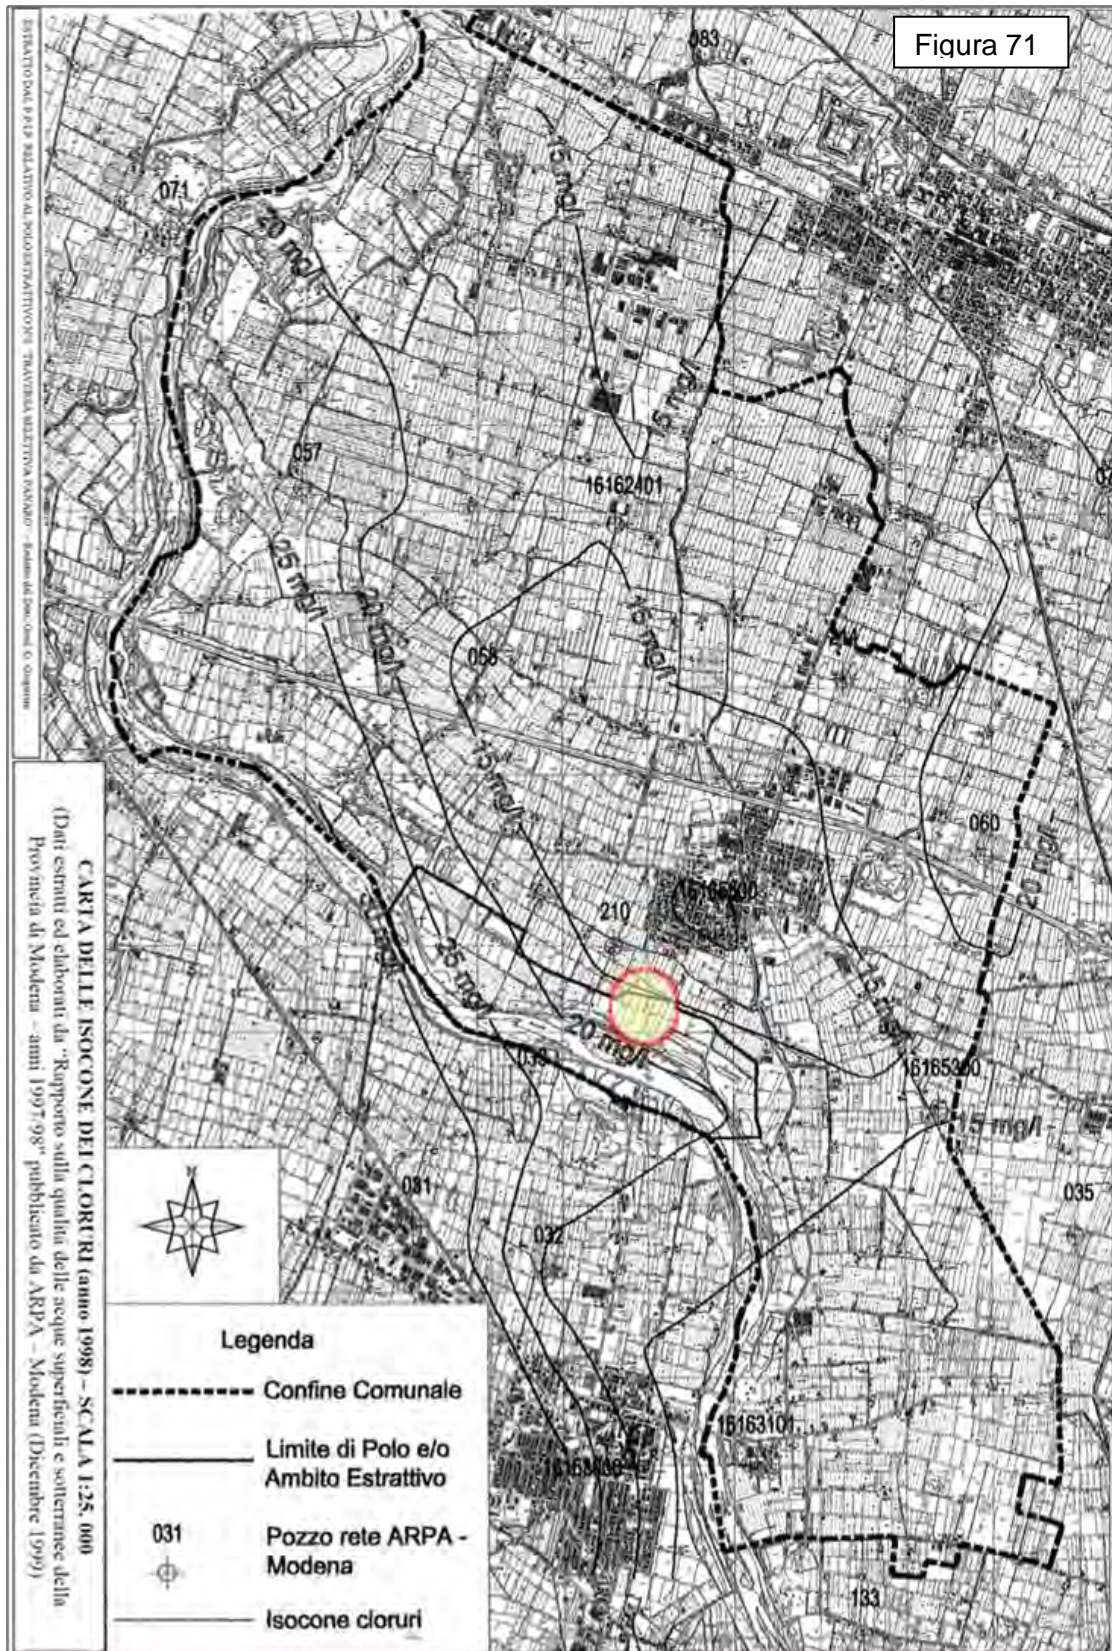 Figura 71
083
071
15 mg/l
20 mg/l
15 mg/l
057
16162401
25 mg/l
20 mg/l
15 mg/l
058
15 mg/l
060
20 mg/l
210
25 mg/l
15 mg/l
20 mg/l
16165300
15 mg/l
035
031
032
16163101
133
Legenda
Confine Comunale
Limite di Polo e/o
Ambito Estrattivo
031
Pozzo rete ARPA -
Modena
Isocone cloruri
CARTA DELLE ISOCONE DEI CLORURI (anno 1998) – SCALA 1:25. 000
(Dati estratti ed elaborati da "Rapporto sulla qualità delle acque superficiali e sotterranee della
Provincia di Modena – anni 1997/98" pubblicato da ARPA – Modena (Dicembre 1999)